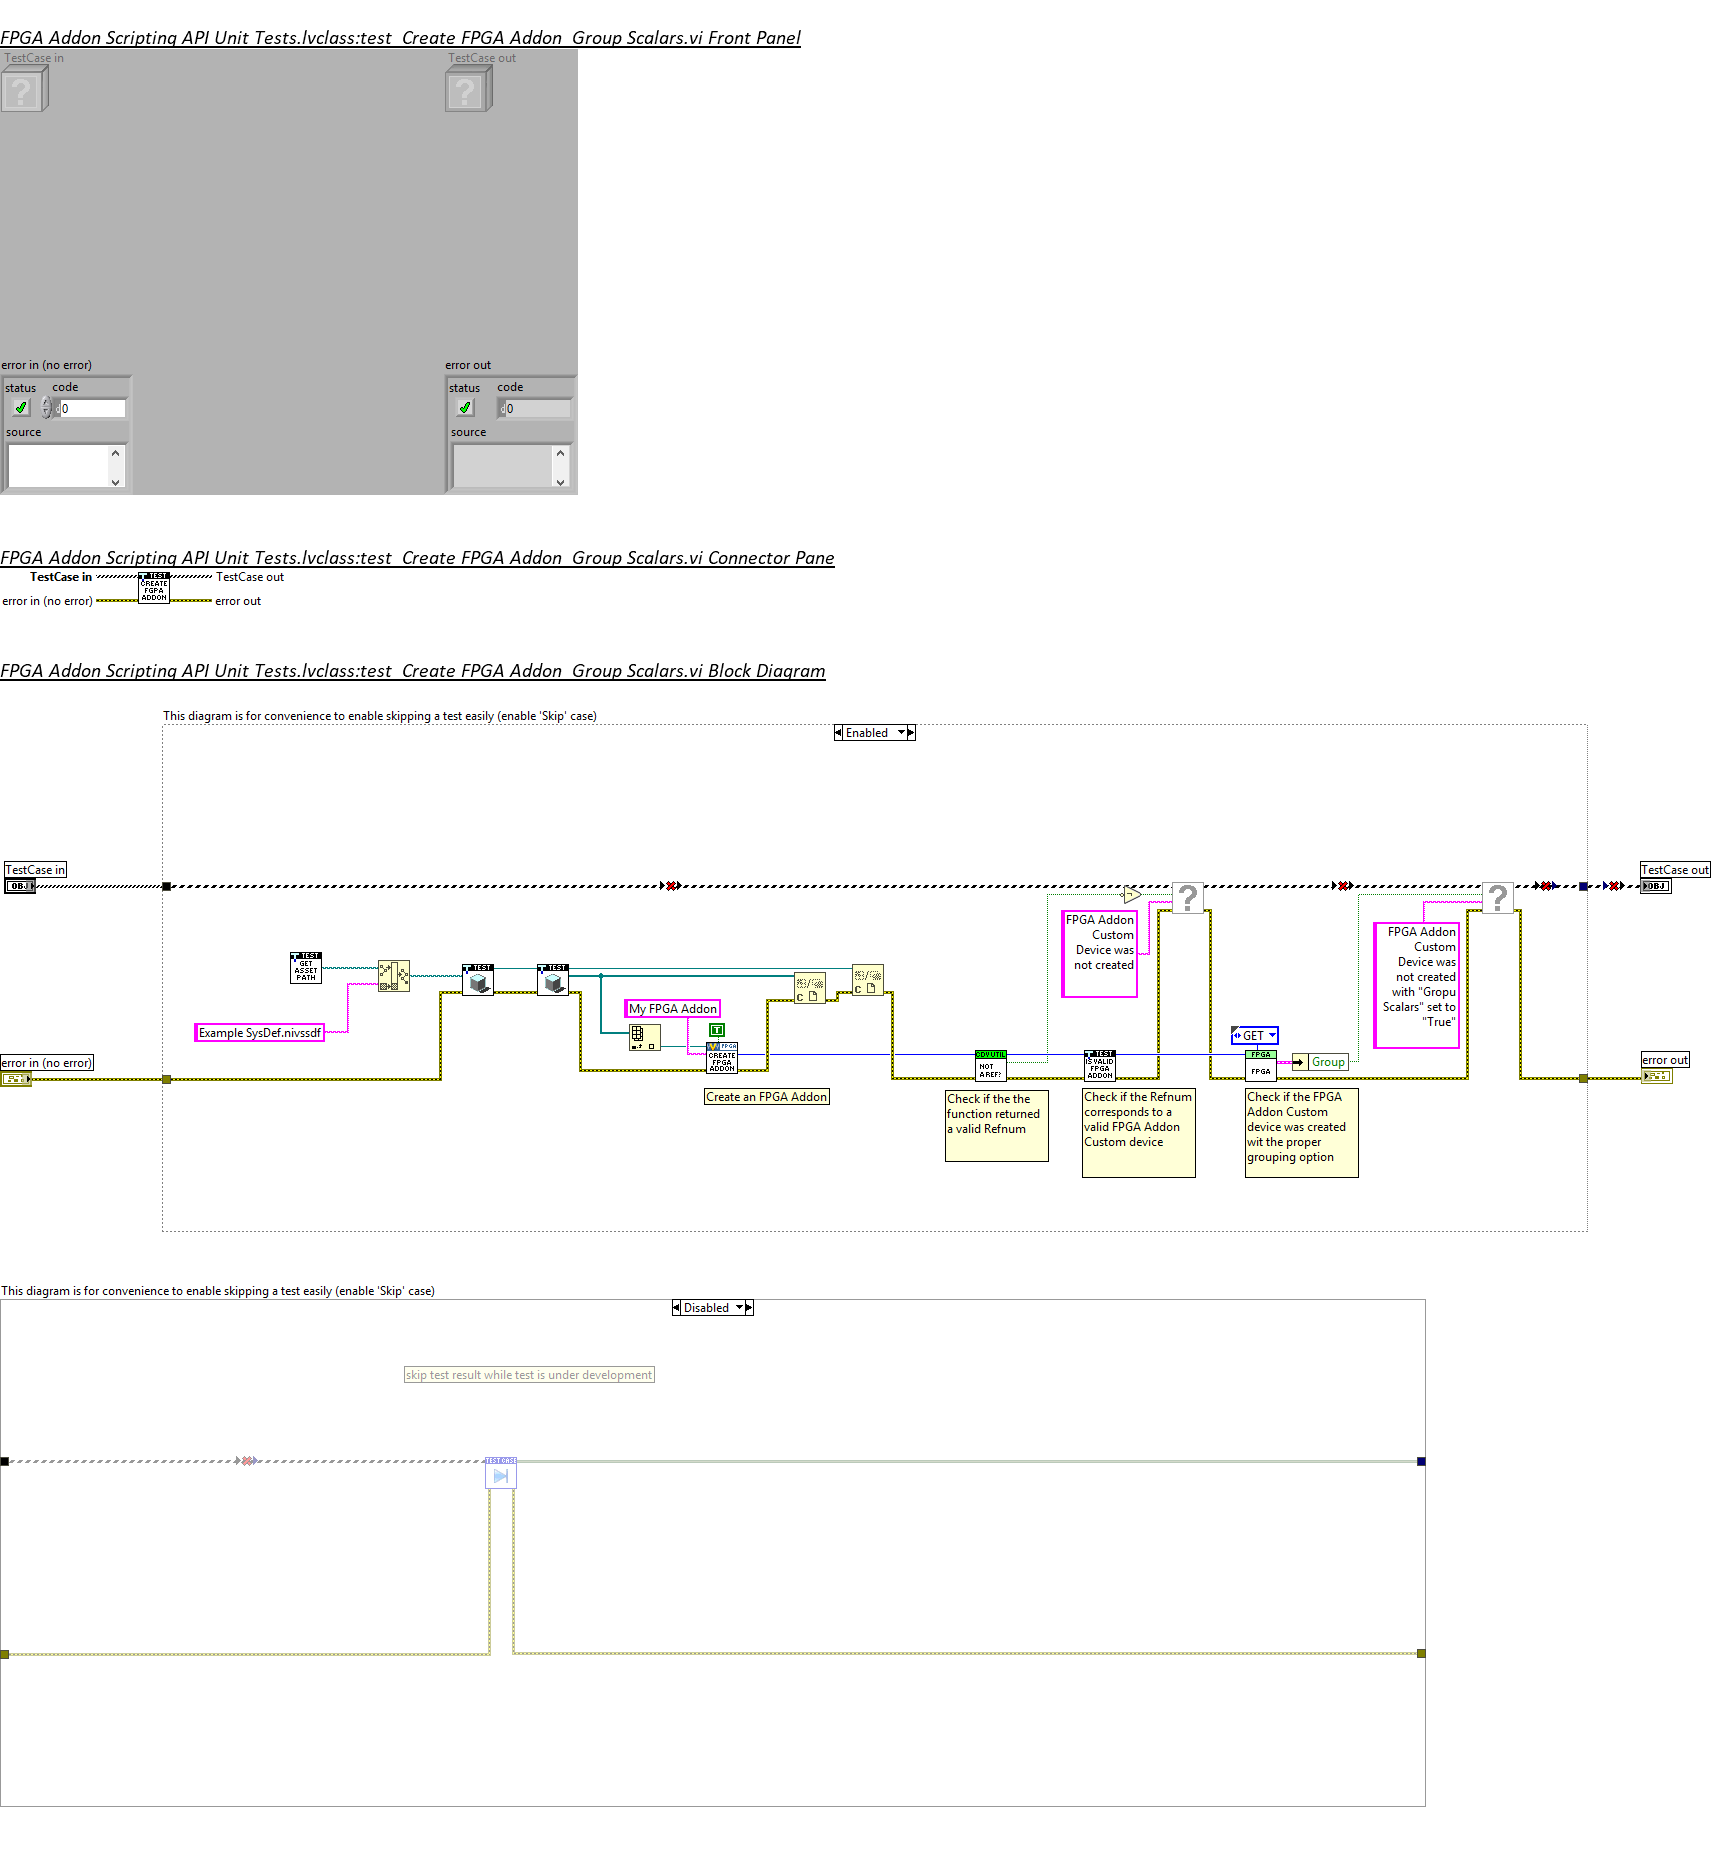 FPGA Addon Scripting API Unit Tests.lvclass:test_Create FPGA Addon_Group Scalars.vi Front Panel
TestCase in
TestCase out
?
?
error in (no error)
error out
status code
status code
0
0
source
source
FPGA Addon Scripting API Unit Tests.lvclass:test_Create FPGA Addon_Group Scalars.vi Connector Pane
TestCase in
TEST
CREATE
FGPA
ADDON
TestCase out
error in (no error)
error out
FPGA Addon Scripting API Unit Tests.lvclass:test_Create FPGA Addon_Group Scalars.vi Block Diagram
This diagram is for convenience to enable skipping a test easily (enable 'Skip' case)
Enabled
TestCase in
OBJ
TestCase out
OBJ
?
?
FPGA Addon
Custom
Device was
not created
FPGA Addon
Custom
Device was
not created
with "Gropu
Scalars" set to
"True"
TEST
GET
ASSET
PATH
TEST
TEST
C
C
Example SysDef.nivssdf
My FPGA Addon
T
FPGA
CREATE
FPGA
ADDON
Create an FPGA Addon
error in (no error)
error out
CDV UTIL
NOT
A REF?
TEST
IS VALID
FPGA
ADDON
GET
FPGA
FPGA
Group
Check if the the
function returned
a valid Refnum
Check if the Refnum
corresponds to a
valid FPGA Addon
Custom device
Check if the FPGA
Addon Custom
device was created
wit the proper
grouping option
This diagram is for convenience to enable skipping a test easily (enable 'Skip' case)
Disabled
skip test result while test is under development
TEST CASE